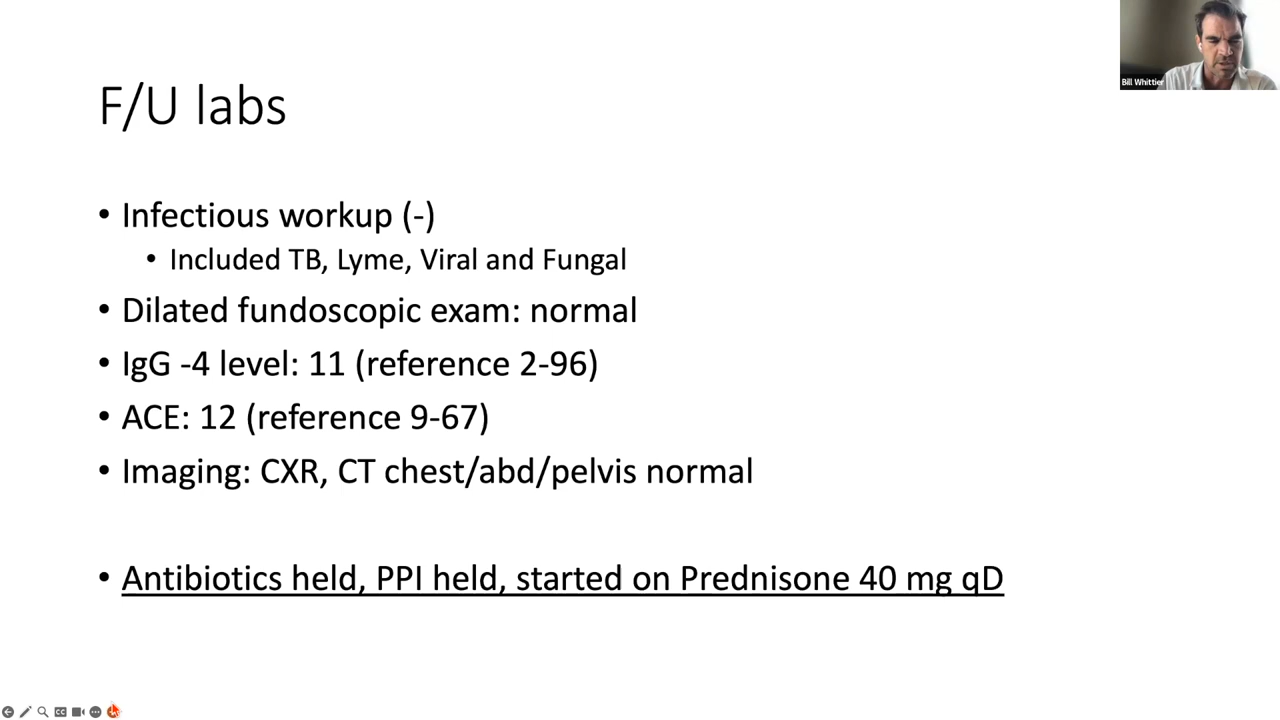 Bill Whittier
F/U labs
• Infectious workup (-)
• Included TB, Lyme, Viral and Fungal
• Dilated fundoscopic exam: normal
• IgG -4 level: 11 (reference 2-96)
• ACE: 12 (reference 9-67)
• Imaging: CXR, CT chest/abd/pelvis normal
• Antibiotics held, PPI held, started on Prednisone 40 mg qD
CC